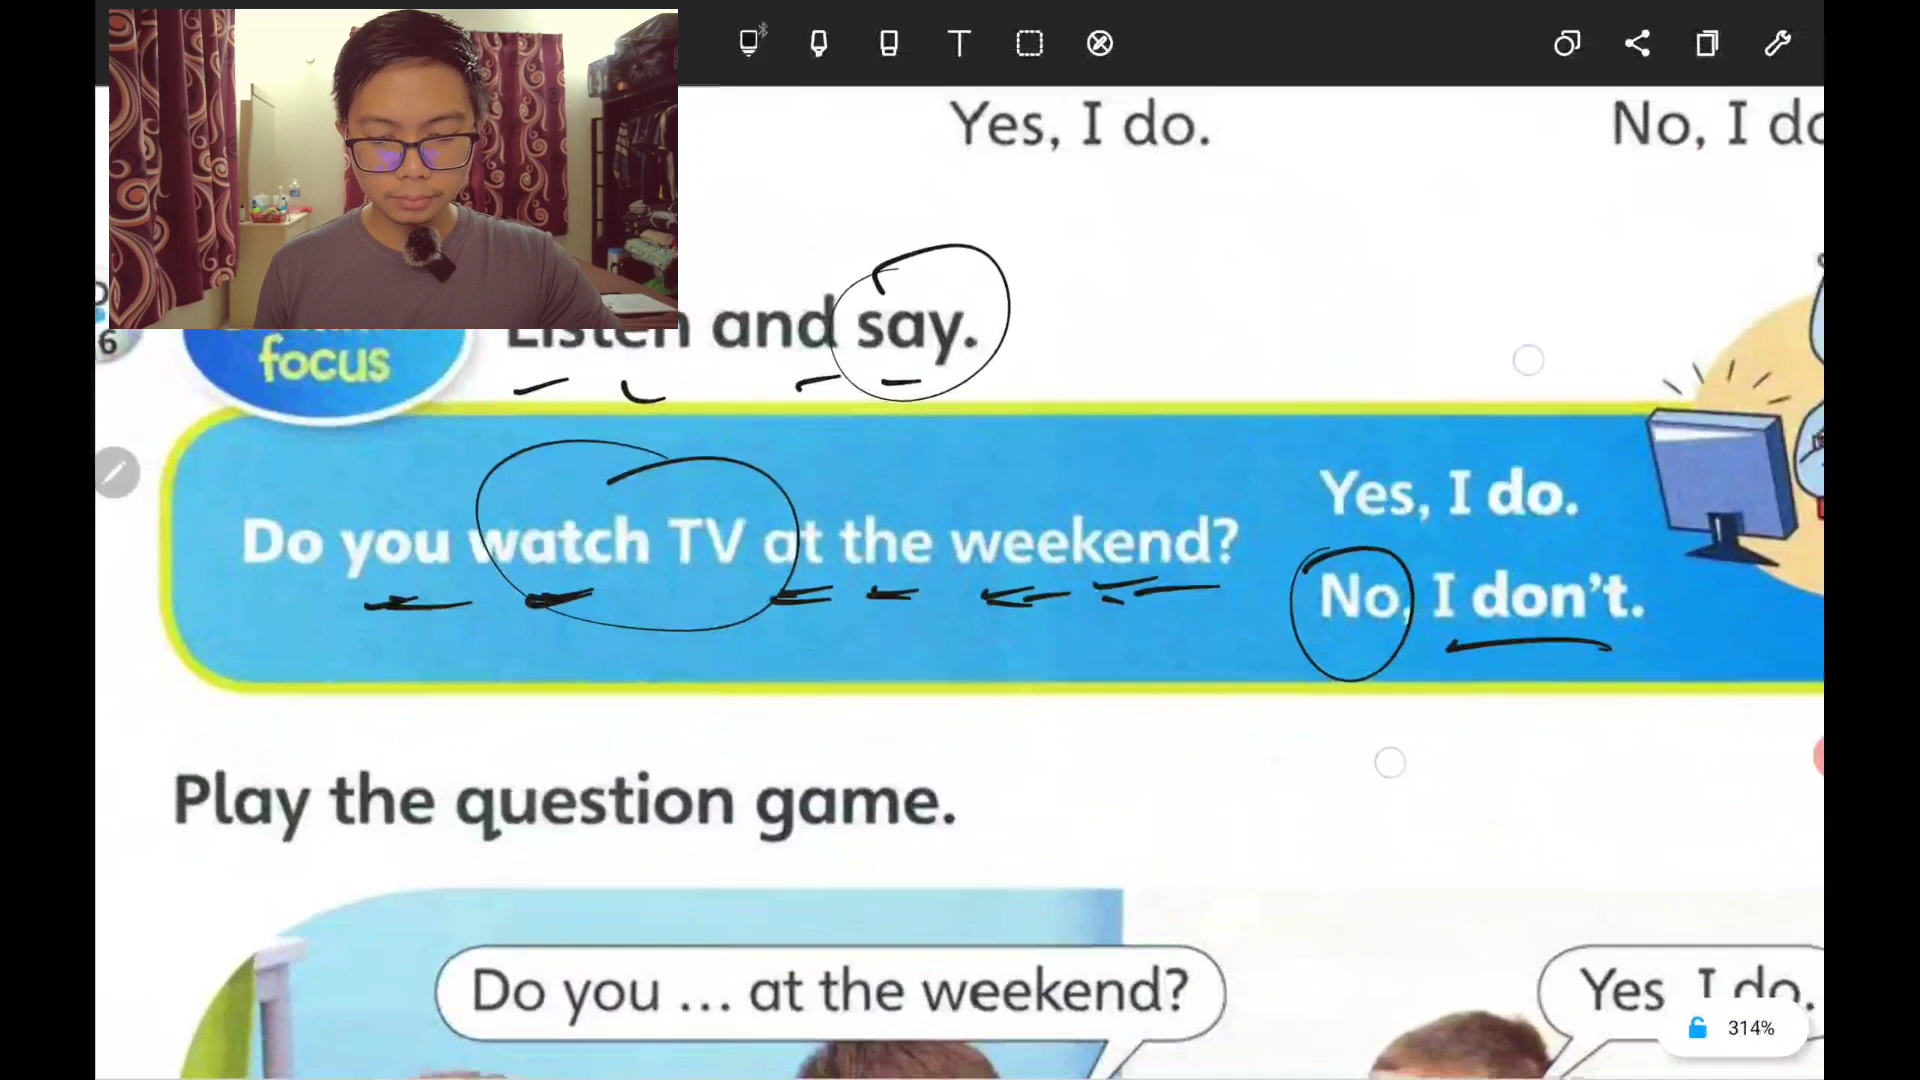 Yes, I do.
No, I do
6
focus
Listen and say.
Do you watch TV at the weekend?
Yes, I do.
No, I don't.
Play the question game.
Do you ... at the weekend?
Yes I do.
314%